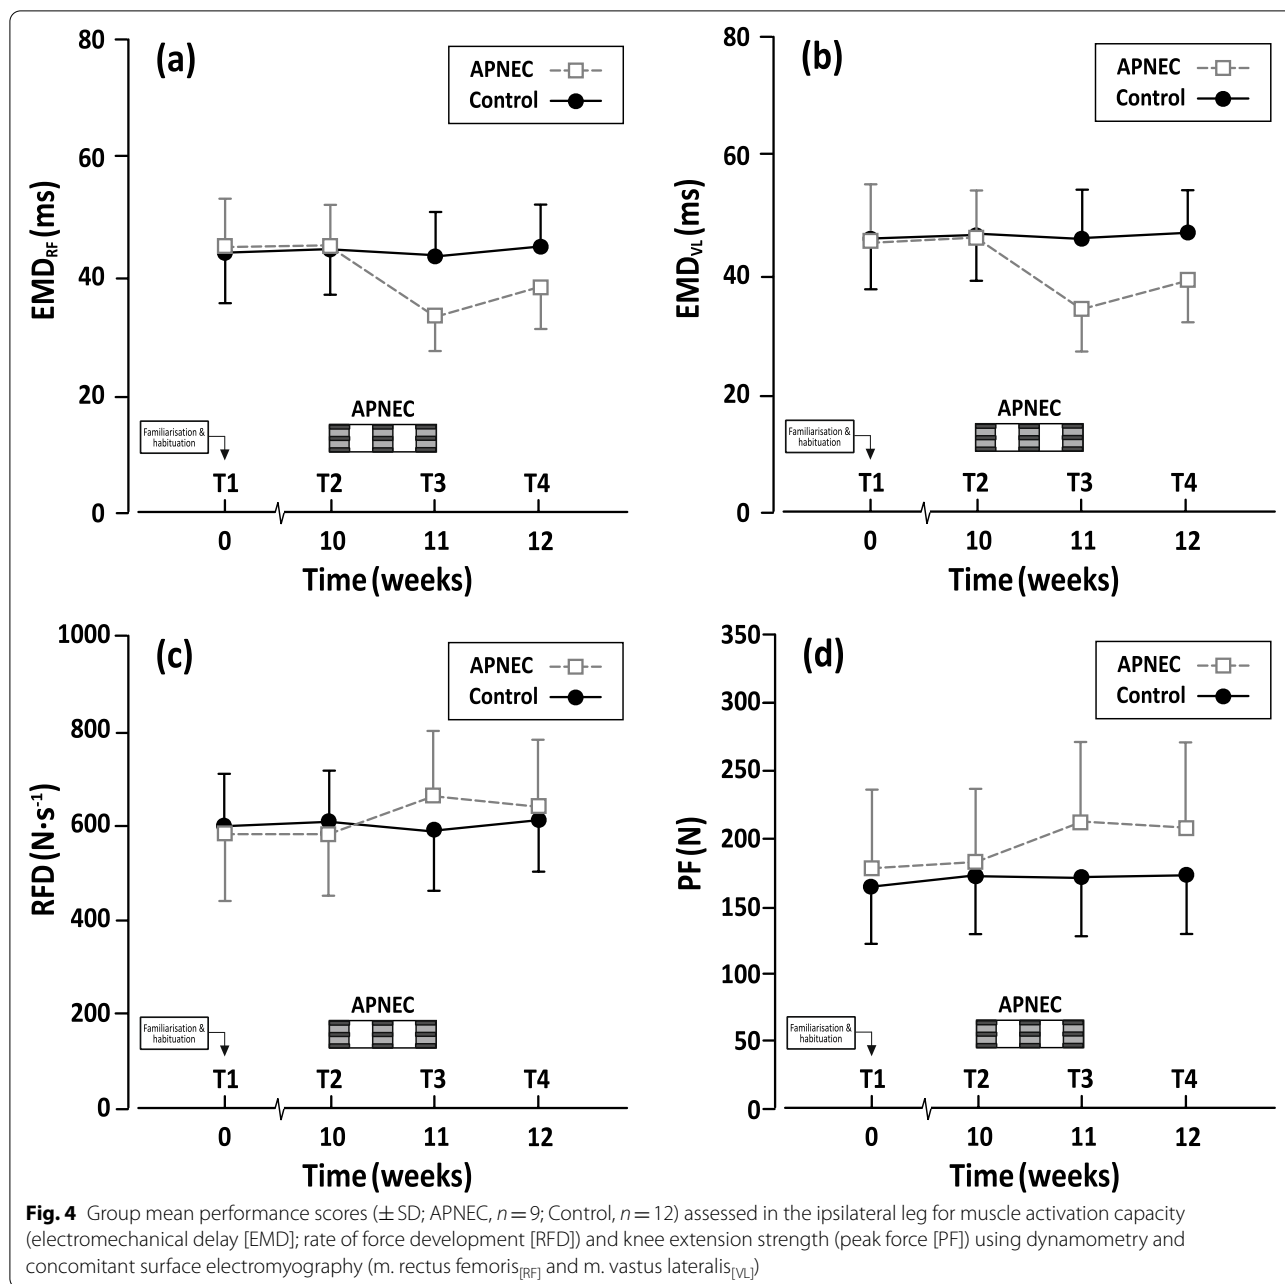 (a)
APNEC
Control
80
60
40
20
0
EMD_RF (ms)
APNEC
Familiarisation &
habituation
T1 T2 T3 T4
0 10 11 12
Time (weeks)
(b)
APNEC
Control
80
60
40
20
0
EMD_VL (ms)
APNEC
Familiarisation &
habituation
T1 T2 T3 T4
0 10 11 12
Time (weeks)
(c)
APNEC
Control
1000
800
600
400
200
0
RFD (N·s⁻¹)
APNEC
Familiarisation &
habituation
T1 T2 T3 T4
0 10 11 12
Time (weeks)
(d)
APNEC
Control
350
300
250
200
150
100
50
0
PF (N)
APNEC
Familiarisation &
habituation
T1 T2 T3 T4
0 10 11 12
Time (weeks)
Fig. 4 Group mean performance scores (± SD; APNEC, n = 9; Control, n = 12) assessed in the ipsilateral leg for muscle activation capacity
(electromechanical delay [EMD]; rate of force development [RFD]) and knee extension strength (peak force [PF]) using dynamometry and
concomitant surface electromyography (m. rectus femoris[RF] and m. vastus lateralis[VL])